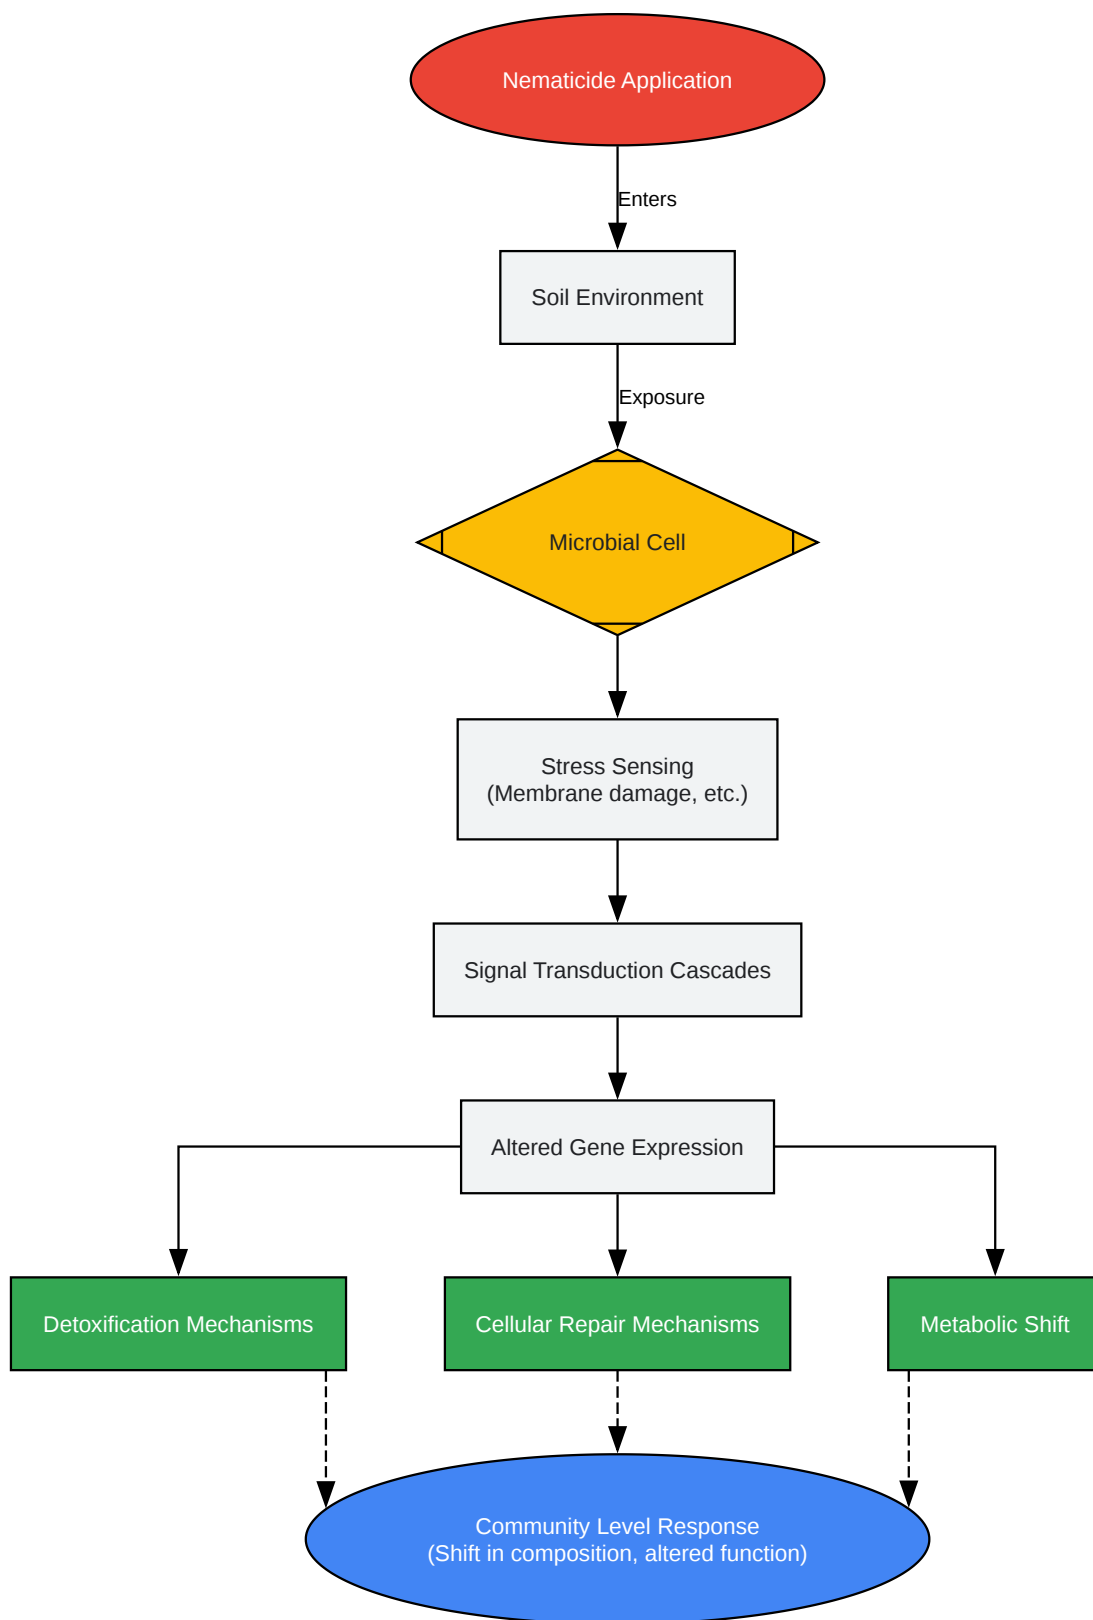 Nematicide Application
Enters
Soil Environment
Exposure
Microbial Cell
Stress Sensing
(Membrane damage, etc.)
Signal Transduction Cascades
Altered Gene Expression
Detoxification Mechanisms
Cellular Repair Mechanisms
Metabolic Shift
Community Level Response
(Shift in composition, altered function)